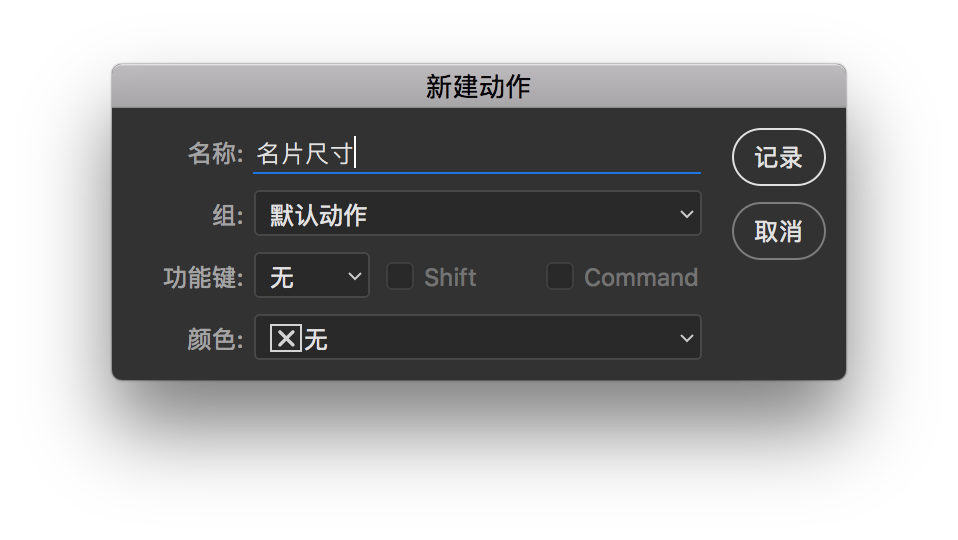 新建动作
名称: 名片尺寸
记录
组: 默认动作
取消
功能键: 无 Shift Command
颜色: 无